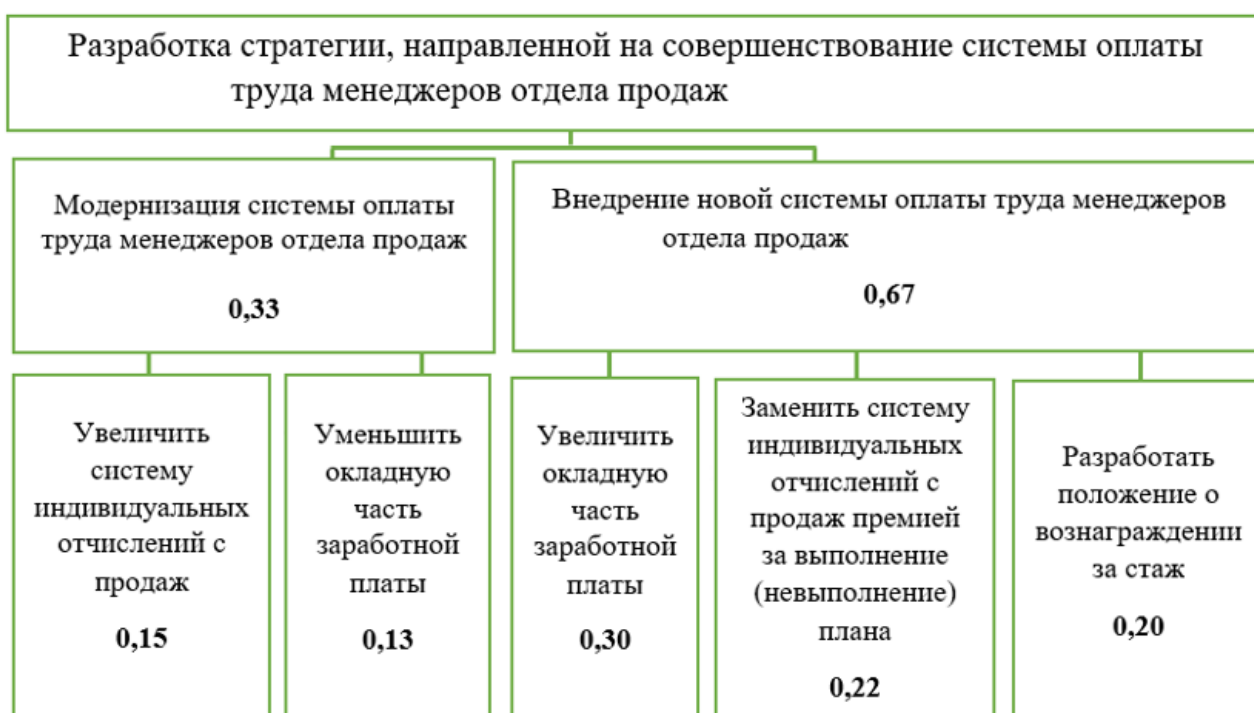 Разработка стратегии, направленной на совершенствование системы оплаты
труда менеджеров отдела продаж
Модернизация системы оплаты
труда менеджеров отдела продаж
0,33
Внедрение новой системы оплаты труда менеджеров
отдела продаж
0,67
Увеличить
систему
индивидуальных
отчислений с
продаж
0,15
Уменьшить
окладную
часть
заработной
платы
0,13
Увеличить
окладную
часть
заработной
платы
0,30
Заменить систему
индивидуальных
отчислений с
продаж премией
за выполнение
(невыполнение)
плана
0,22
Разработать
положение о
вознаграждении
за стаж
0,20